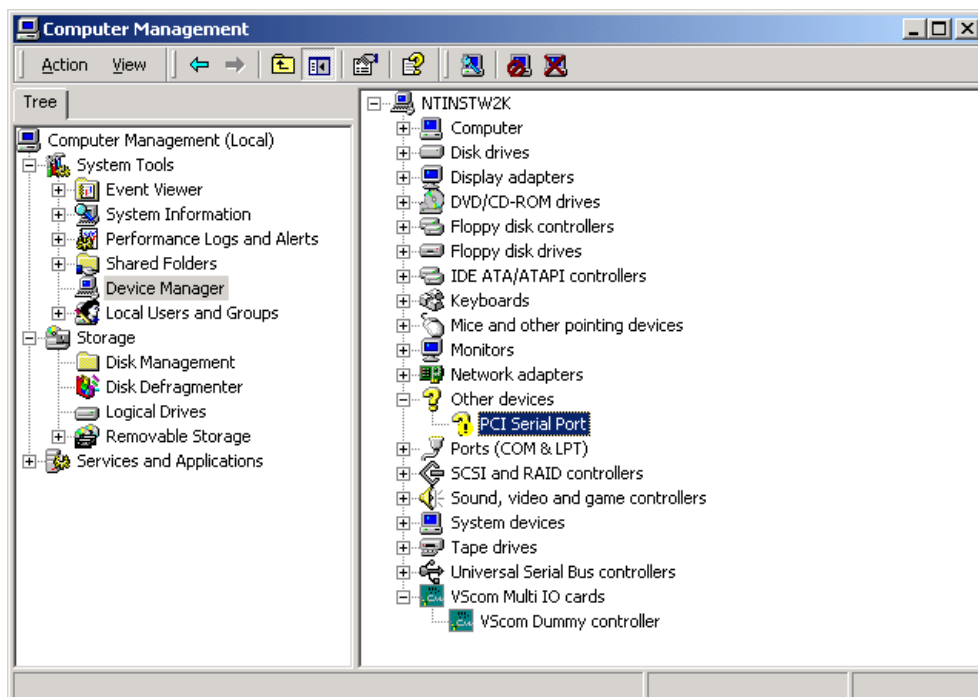 Computer Management
Action View
Tree
Computer Management (Local)
System Tools
Event Viewer
System Information
Performance Logs and Alerts
Shared Folders
Device Manager
Local Users and Groups
Storage
Disk Management
Disk Defragmenter
Logical Drives
Removable Storage
Services and Applications
NTINSTW2K
Computer
Disk drives
Display adapters
DVD/CD-ROM drives
Floppy disk controllers
Floppy disk drives
IDE ATA/ATAPI controllers
Keyboards
Mice and other pointing devices
Monitors
Network adapters
Other devices
PCI Serial Port
Ports (COM & LPT)
SCSI and RAID controllers
Sound, video and game controllers
System devices
Tape drives
Universal Serial Bus controllers
VScom Multi IO cards
VScom Dummy controller